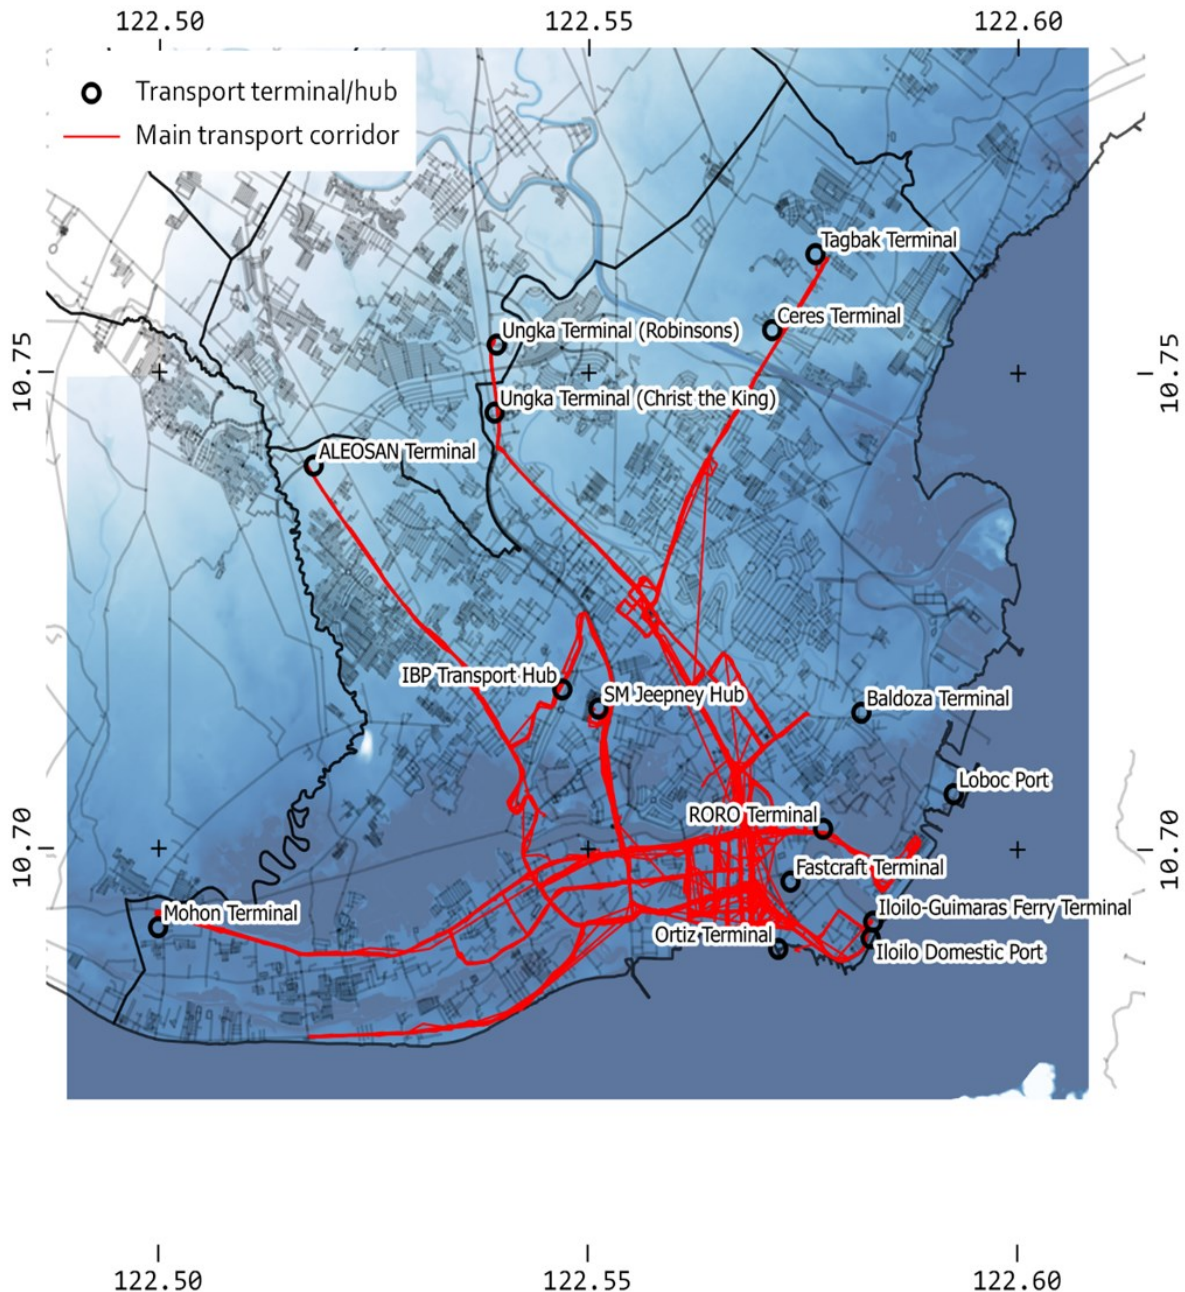 122.50
122.55
122.60
Transport terminal/hub
Main transport corridor
Tagbak Terminal
Ceres Terminal
Ungka Terminal (Robinsons)
10.75
10.75
Ungka Terminal (Christ the King)
ALEOSAN Terminal
IBP Transport Hub
SM Jeepney Hub
Baldoza Terminal
Loboc Port
RORO Terminal
10.70
10.70
Fastcraft Terminal
Iloilo-Guimaras Ferry Terminal
Mohon Terminal
Ortiz Terminal
Iloilo Domestic Port
122.50
122.55
122.60